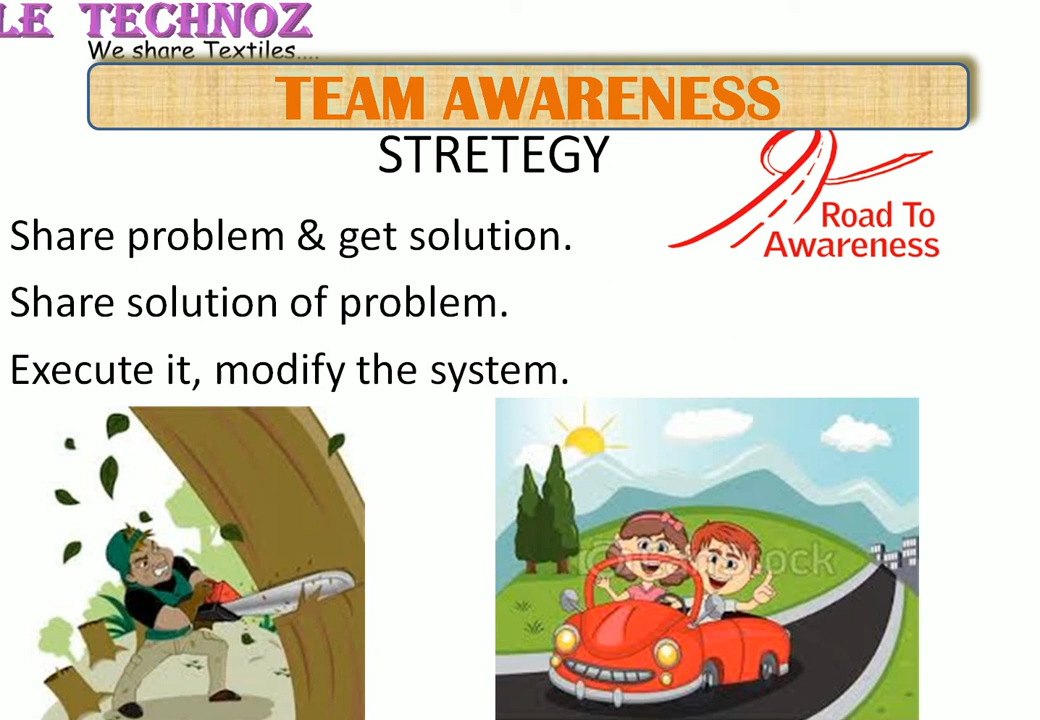 LE TECHNOZ
We share Textiles....
TEAM AWARENESS
STRETEGY
Road To
Awareness
Share problem & get solution.
Share solution of problem.
Execute it, modify the system.